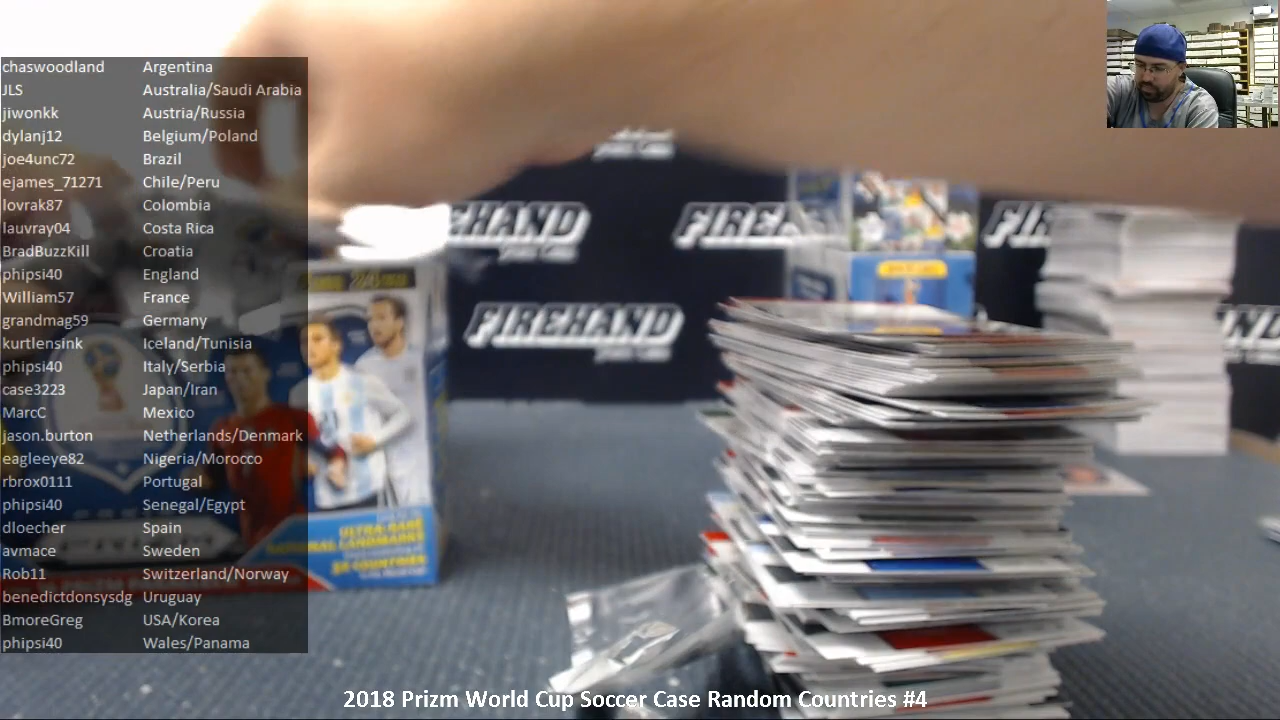 chaswoodland Argentina
JLS Australia/Saudi Arabia
jiwonkk Austria/Russia
dylanj12 Belgium/Poland
joe4unc72 Brazil
ejames_71271 Chile/Peru
lovrak87 Colombia
lauvray04 Costa Rica
BradBuzzKill Croatia
phipsi40 England
William57 France
grandmag59 Germany
kurtlensink Iceland/Tunisia
phipsi40 Italy/Serbia
case3223 Japan/Iran
MarcC Mexico
jason.burton Netherlands/Denmark
eagleeye82 Nigeria/Morocco
rbrox0111 Portugal
phipsi40 Senegal/Egypt
dloecher Spain
avmace Sweden
Rob11 Switzerland/Norway
benedictdonsysdg Uruguay
BmoreGreg USA/Korea
phipsi40 Wales/Panama
FIREHAND
ULTRA-RARE
NATIONAL LANDMARKS
COUNTRIES
2018 Prizm World Cup Soccer Case Random Countries #4